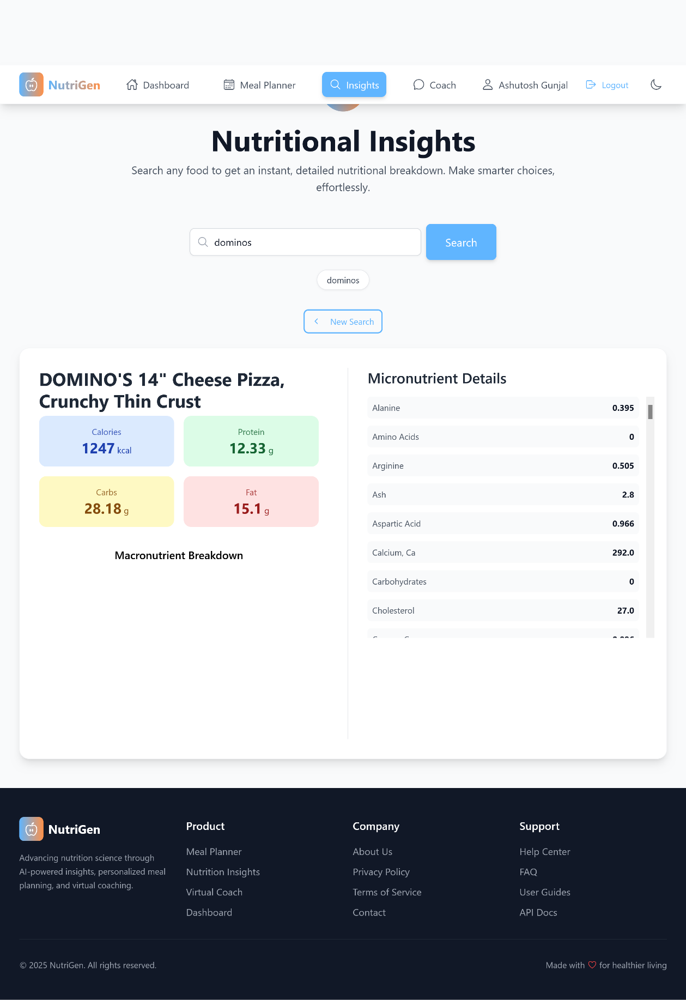 NutriGen
Dashboard
Meal Planner
Insights
Coach
Ashutosh Gunjal
Logout
Nutritional Insights
Search any food to get an instant, detailed nutritional breakdown. Make smarter choices,
effortlessly.
dominos
Search
dominos
New Search
DOMINO'S 14" Cheese Pizza,
Crunchy Thin Crust
Calories
1247 kcal
Protein
12.33 g
Carbs
28.18 g
Fat
15.1 g
Macronutrient Breakdown
Micronutrient Details
Alanine 0.395
Amino Acids 0
Arginine 0.505
Ash 2.8
Aspartic Acid 0.966
Calcium, Ca 292.0
Carbohydrates 0
Cholesterol 27.0
NutriGen
Advancing nutrition science through
AI-powered insights, personalized meal
planning, and virtual coaching.
Product
Meal Planner
Nutrition Insights
Virtual Coach
Dashboard
Company
About Us
Privacy Policy
Terms of Service
Contact
Support
Help Center
FAQ
User Guides
API Docs
© 2025 NutriGen. All rights reserved.
Made with ♡ for healthier living